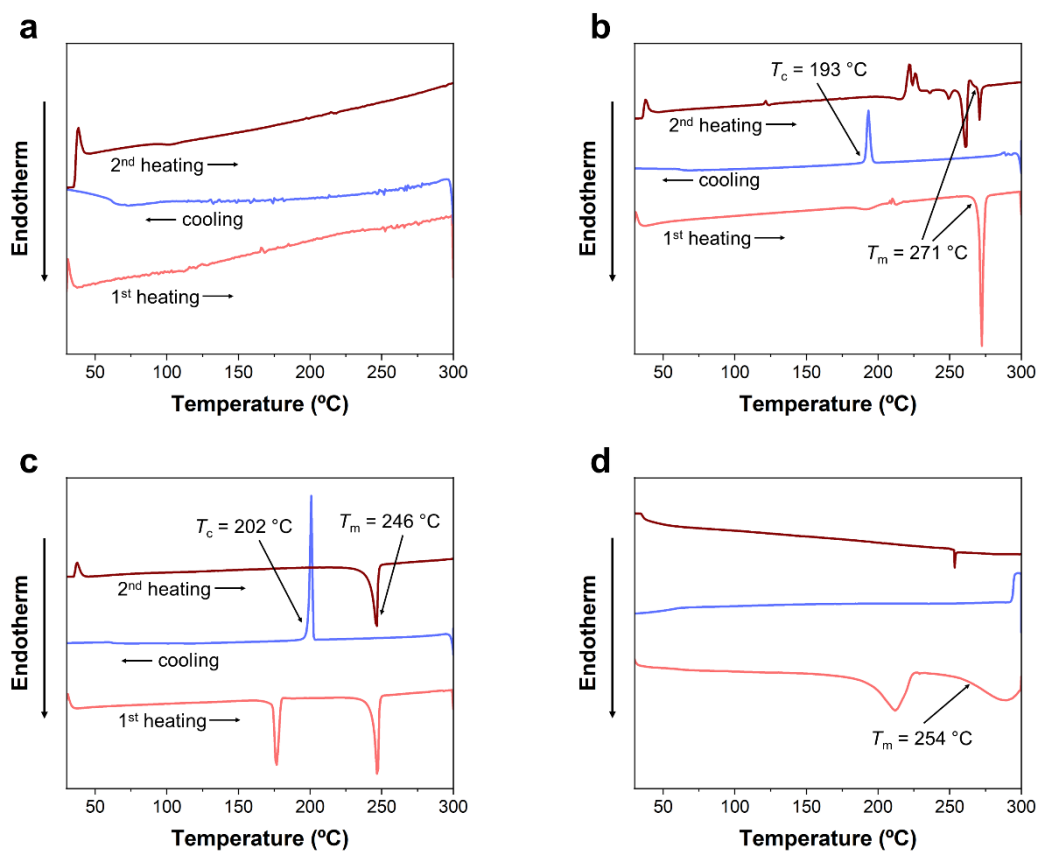 a
Endotherm
2nd heating
cooling
1st heating
50 100 150 200 250 300
Temperature (ºC)
b
Endotherm
Tc = 193 °C
2nd heating
cooling
Tm = 271 °C
1st heating
50 100 150 200 250 300
Temperature (ºC)
c
Endotherm
Tc = 202 °C
Tm = 246 °C
2nd heating
cooling
1st heating
50 100 150 200 250 300
Temperature (ºC)
d
Endotherm
Tm = 254 °C
50 100 150 200 250 300
Temperature (ºC)